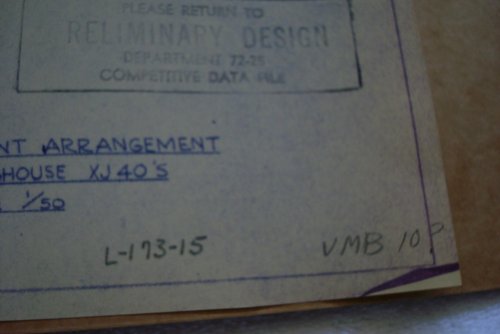 PLEASE RETURN TO
RELIMINARY DESIGN
DEPARTMENT 72-25
COMPETITIVE DATA FILE
NT ARRANGEMENT
GHOUSE XJ40'S
1/50
L-173-15
VMB 10?